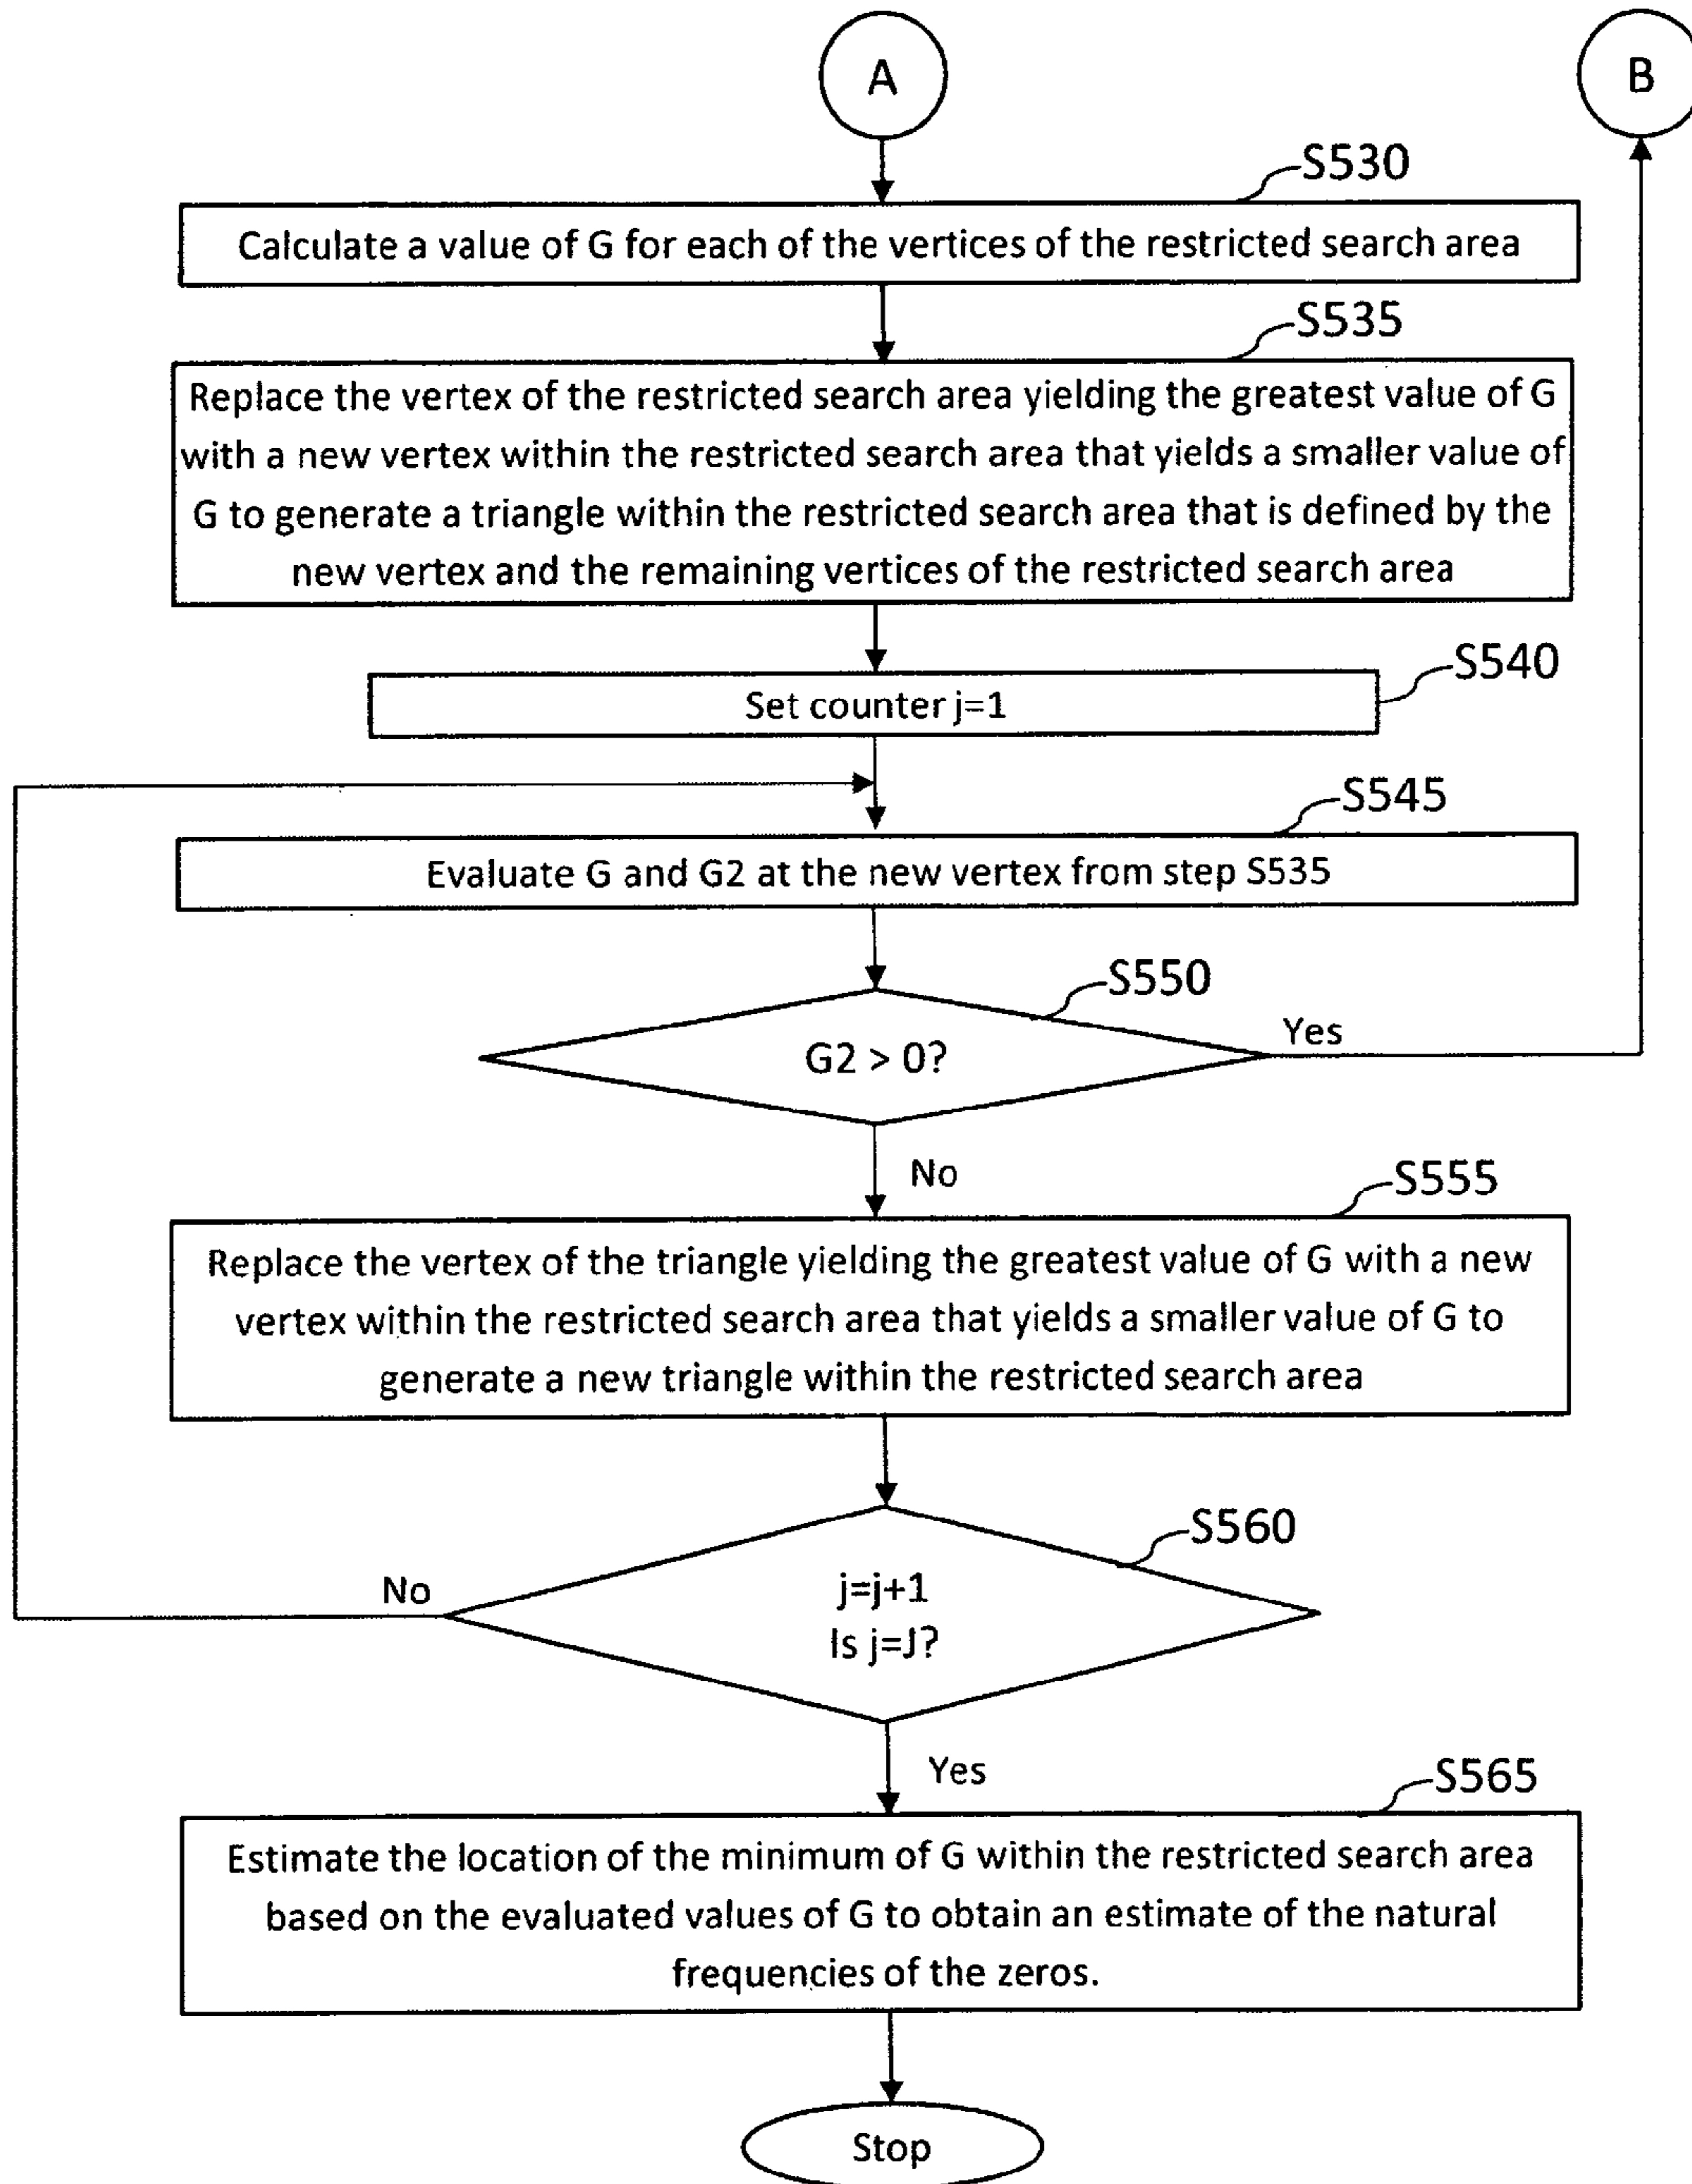 A
B
S530
Calculate a value of G for each of the vertices of the restricted search area
S535
Replace the vertex of the restricted search area yielding the greatest value of G
with a new vertex within the restricted search area that yields a smaller value of
G to generate a triangle within the restricted search area that is defined by the
new vertex and the remaining vertices of the restricted search area
S540
Set counter j=1
S545
Evaluate G and G2 at the new vertex from step S535
S550
G2 > 0?
Yes
No
S555
Replace the vertex of the triangle yielding the greatest value of G with a new
vertex within the restricted search area that yields a smaller value of G to
generate a new triangle within the restricted search area
S560
No
j=j+1
Is j=J?
Yes
S565
Estimate the location of the minimum of G within the restricted search area
based on the evaluated values of G to obtain an estimate of the natural
frequencies of the zeros.
Stop